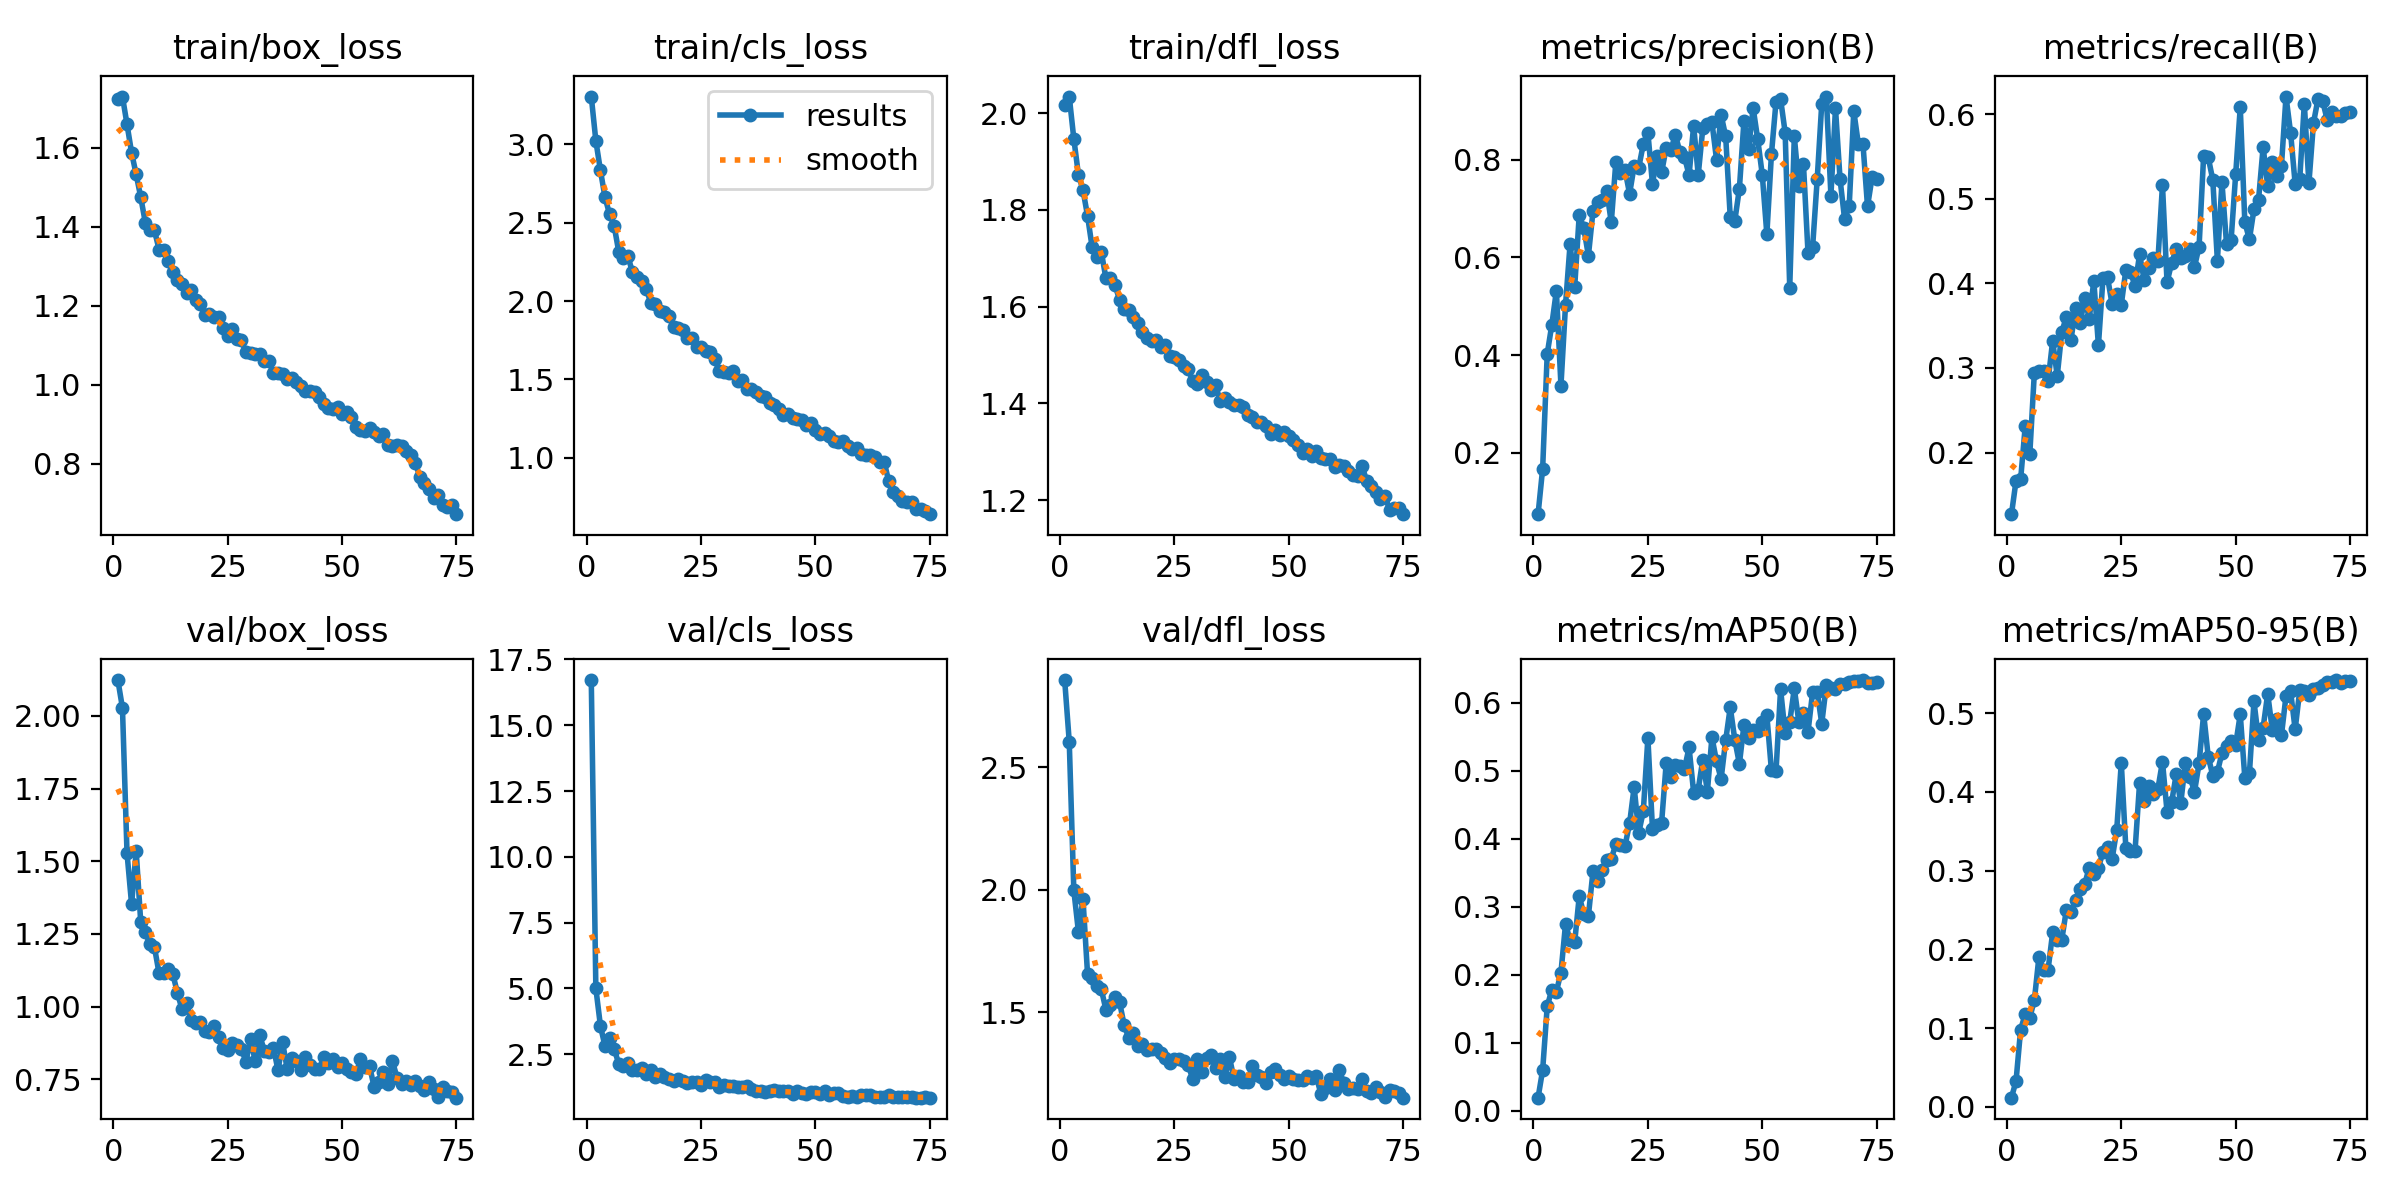 train/box_loss
train/cls_loss
train/dfl_loss
metrics/precision(B)
metrics/recall(B)
1.6
1.4
1.2
1.0
0.8
0 25 50 75
results
smooth
3.0
2.5
2.0
1.5
1.0
0 25 50 75
2.0
1.8
1.6
1.4
1.2
0 25 50 75
0.8
0.6
0.4
0.2
0 25 50 75
0.6
0.5
0.4
0.3
0.2
0 25 50 75
val/box_loss
val/cls_loss
val/dfl_loss
metrics/mAP50(B)
metrics/mAP50-95(B)
2.00
1.75
1.50
1.25
1.00
0.75
0 25 50 75
17.5
15.0
12.5
10.0
7.5
5.0
2.5
0 25 50 75
2.5
2.0
1.5
0 25 50 75
0.6
0.5
0.4
0.3
0.2
0.1
0.0
0 25 50 75
0.5
0.4
0.3
0.2
0.1
0.0
0 25 50 75